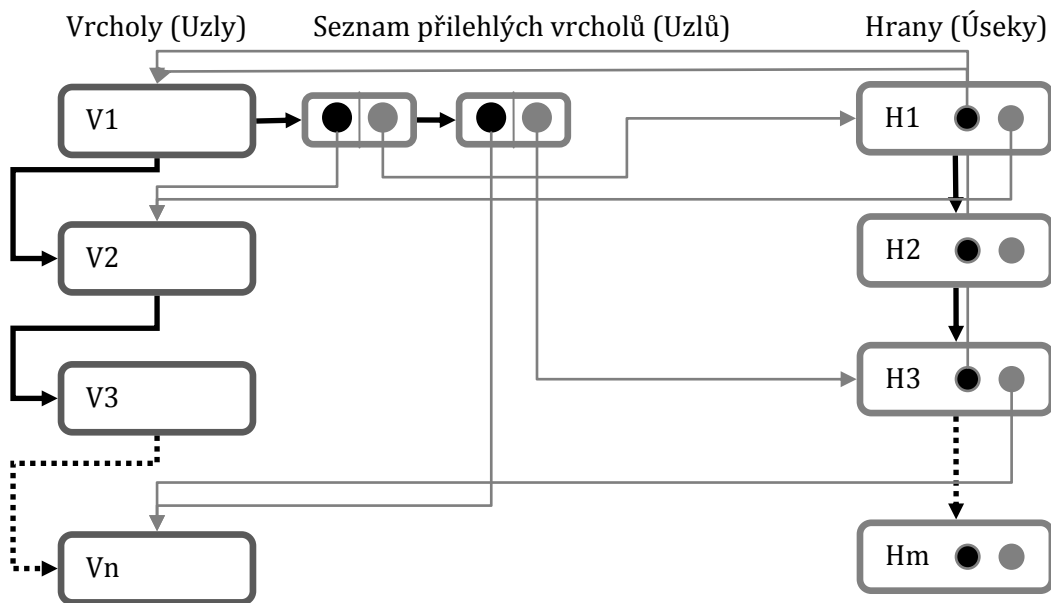 Vrcholy (Uzly)
Seznam přilehlých vrcholů (Uzlů)
Hrany (Úseky)
V1
H1
V2
H2
V3
H3
Vn
Hm